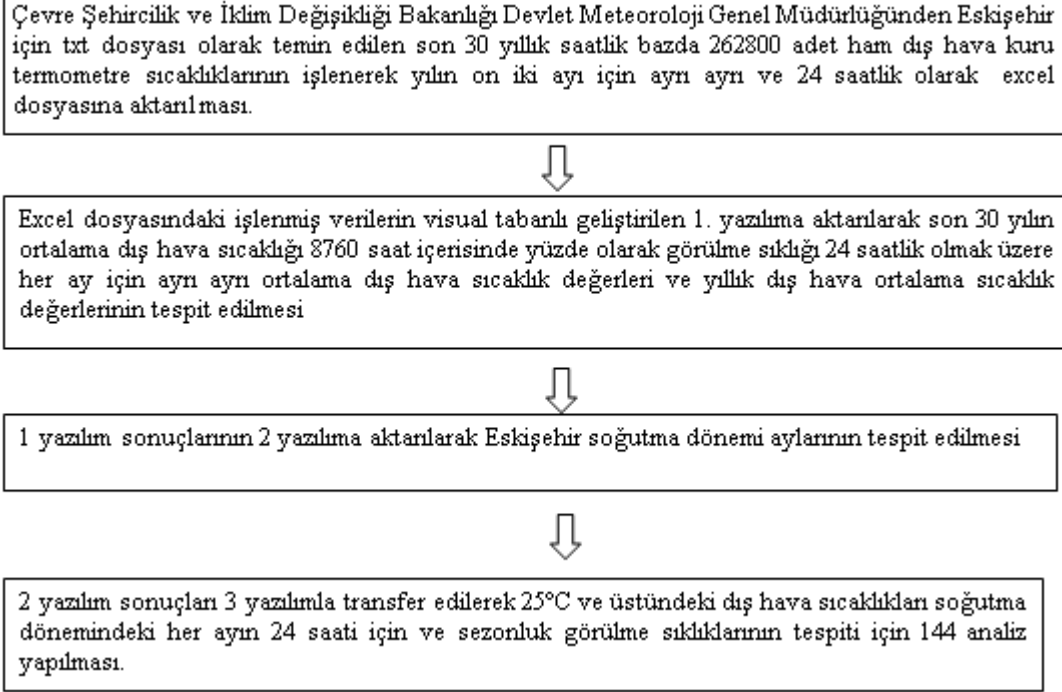 Çevre Şehircilik ve İklim Değişikliği Bakanlığı Devlet Meteoroloji Genel Müdürlüğünden Eskişehir
için txt dosyası olarak temin edilen son 30 yıllık saatlik bazda 262800 adet ham dış hava kuru
termometre sıcaklıklarının işlenerek yılın on iki ayı için ayrı ayrı ve 24 saatlik olarak excel
dosyasına aktarılması.
Excel dosyasındaki işlenmiş verilerin visual tabanlı geliştirilen 1. yazılıma aktarılarak son 30 yılın
ortalama dış hava sıcaklığı 8760 saat içerisinde yüzde olarak görülme sıklığı 24 saatlik olmak üzere
her ay için ayrı ayrı ortalama dış hava sıcaklık değerleri ve yıllık dış hava ortalama sıcaklık
değerlerinin tespit edilmesi
1 yazılım sonuçlarının 2 yazılıma aktarılarak Eskişehir soğutma dönemi aylarının tespit edilmesi
2 yazılım sonuçları 3 yazılımla transfer edilerek 25°C ve üstündeki dış hava sıcaklıkları soğutma
dönemindeki her ayın 24 saati için ve sezonluk görülme sıklıklarının tespiti için 144 analiz
yapılması.